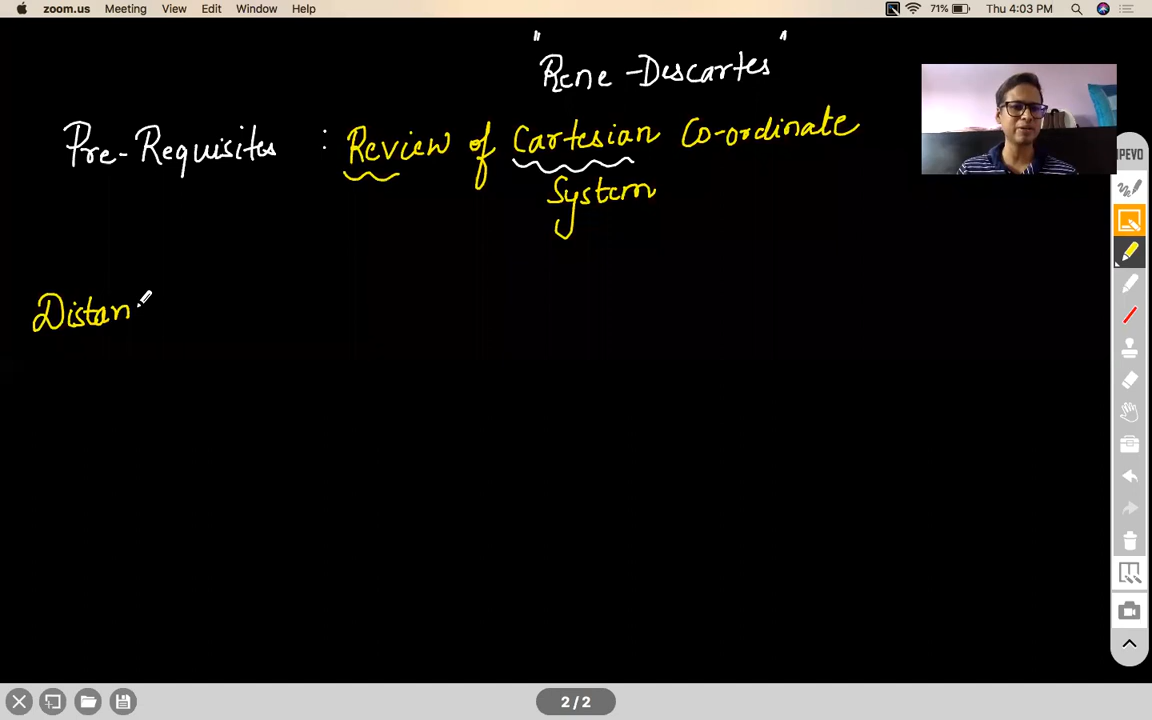 zoom.us Meeting View Edit Window Help 71% Thu 4:03 PM
"Rene-Descartes"
Pre-Requisites : Review of Cartesian Co-ordinate
System
Distan
IPEVO
2 / 2